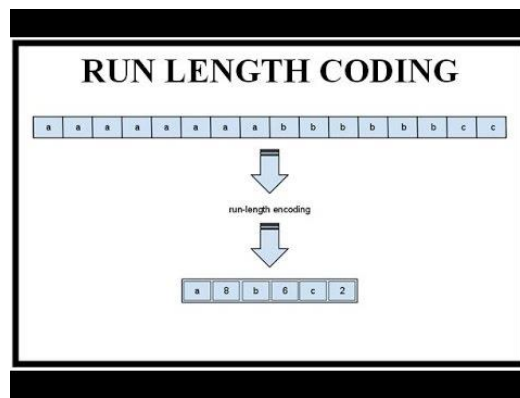 RUN LENGTH CODING
a a a a a a a a b b b b b b c c
run-length encoding
a 8 b 6 c 2